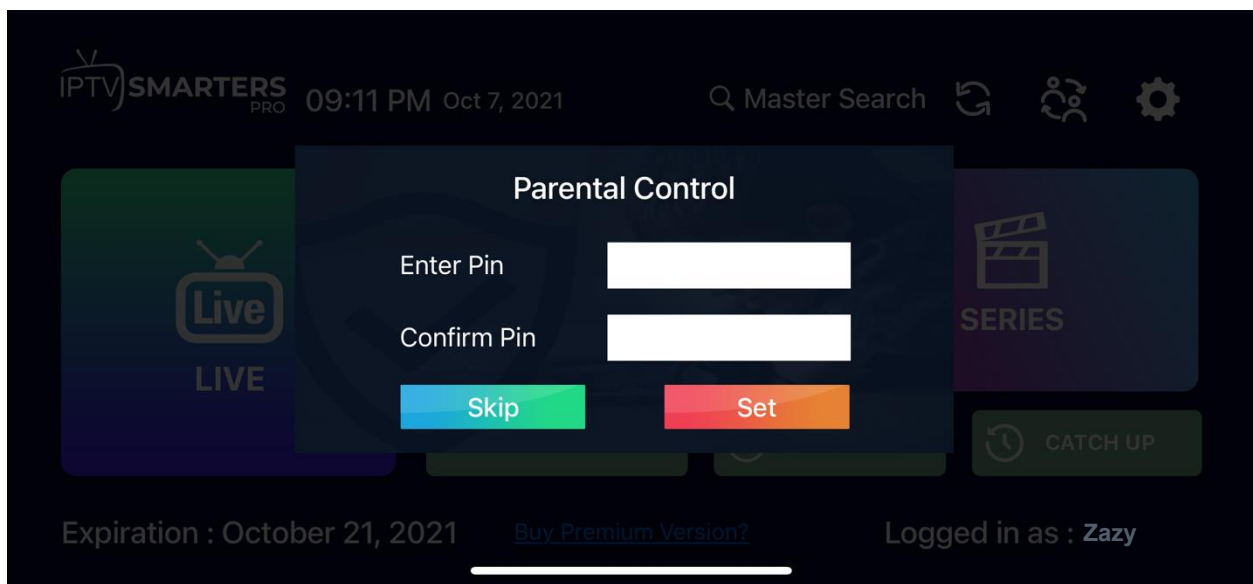 IPTV SMARTERS
PRO
09:11 PM Oct 7, 2021
Master Search
Parental Control
Enter Pin
Confirm Pin
Skip
Set
Live
LIVE
SERIES
CATCH UP
Expiration : October 21, 2021
Buy Premium Version?
Logged in as : Zazy